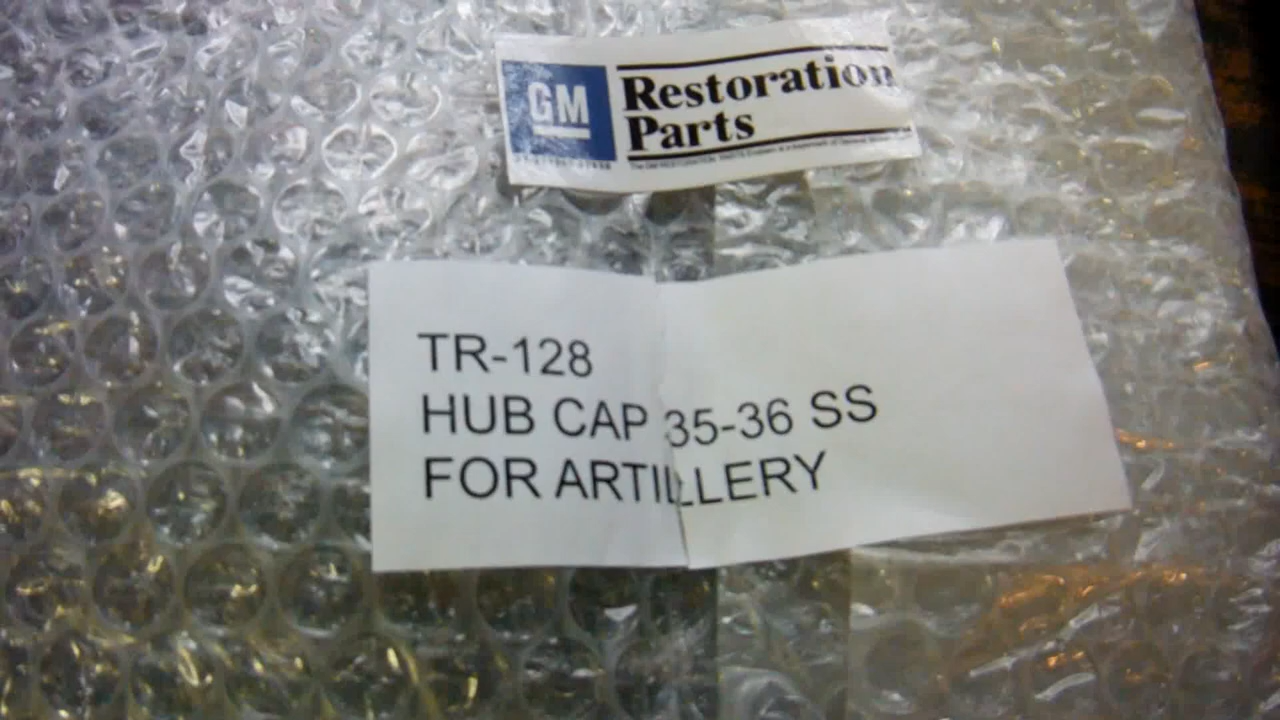 GM
Restoration
Parts
TR-128
HUB CAP 35-36 SS
FOR ARTILLERY